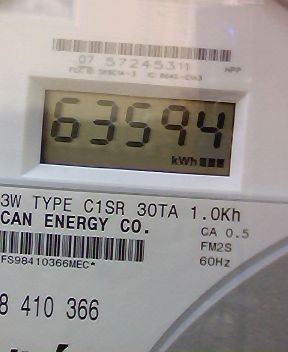 07 57245311
HPP
63594
kWh
3W TYPE C1SR 30TA 1.0Kh
CAN ENERGY CO.
CA 0.5
FM2S
FS98410366MEC*
60Hz
8 410 366